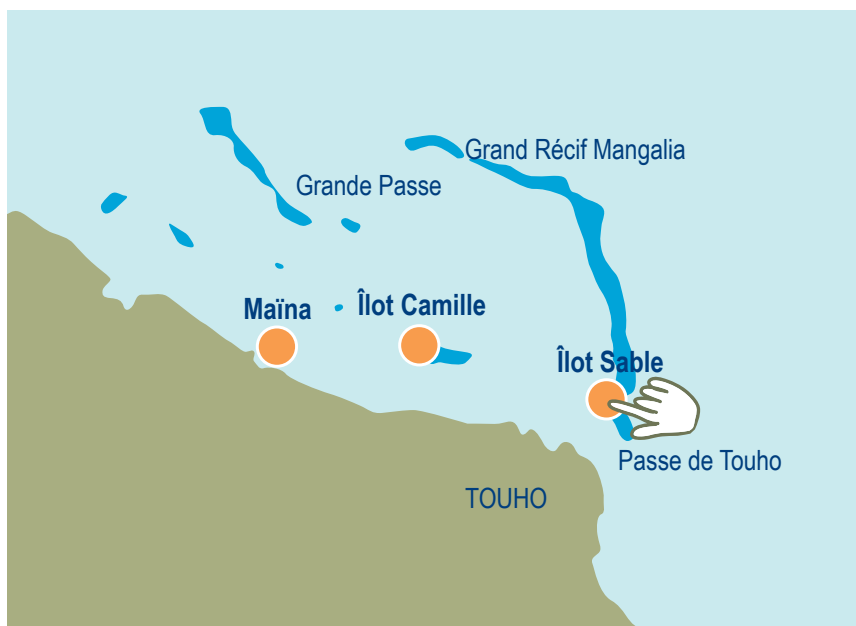 Grand Récif Mangalia
Grande Passe
Maïna
Îlot Camille
Îlot Sable
Passe de Touho
TOUHO